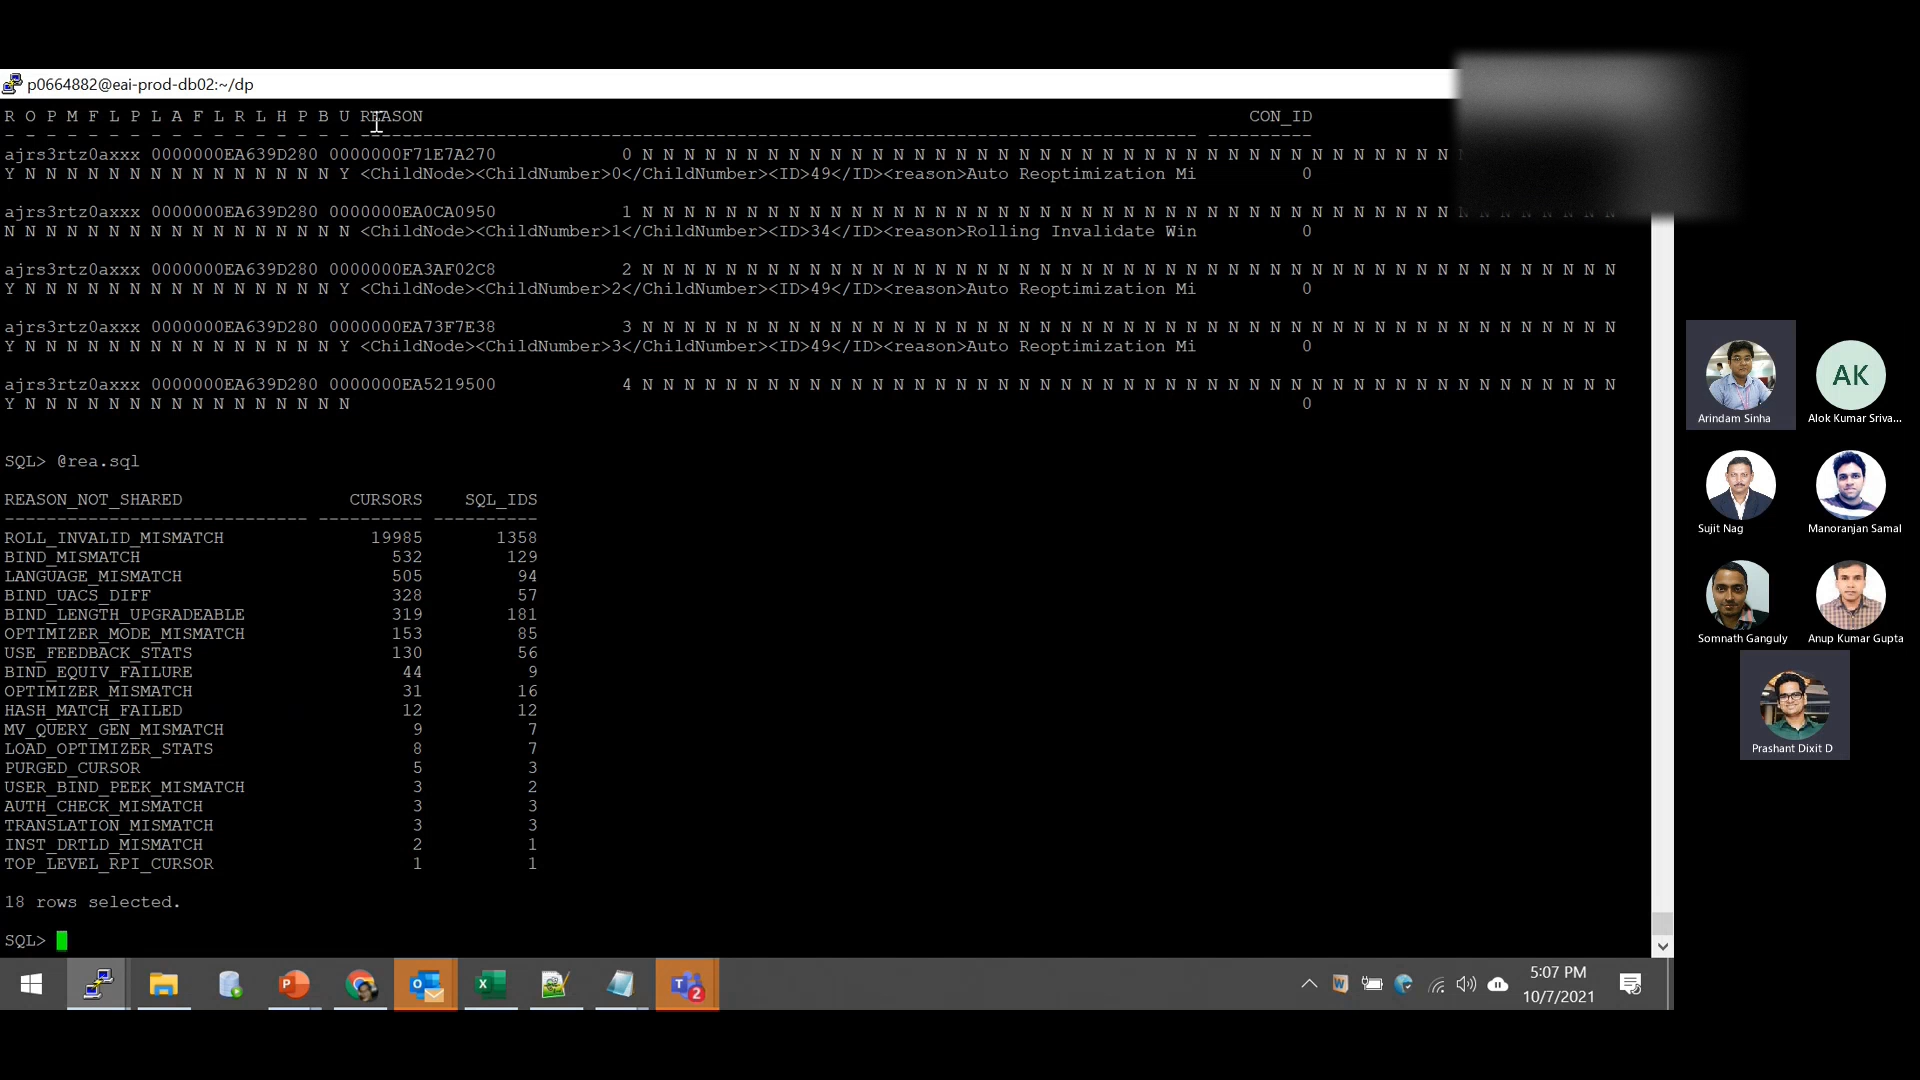 p0664882@eai-prod-db02:~/dp
R O P M F L P L A F L R L H P B U REASON CON_ID
- - - - - - - - - - - - - - - - - -------------------------------------------------------------------------------- ----------
ajrs3rtz0axxx 0000000EA639D280 0000000F71E7A270 0 N N N N N N N N N N N N N N N N N N N N N N N N N N N N N N N N N N N N N N N
Y N N N N N N N N N N N N N N N Y <ChildNode><ChildNumber>0</ChildNumber><ID>49</ID><reason>Auto Reoptimization Mi 0
ajrs3rtz0axxx 0000000EA639D280 0000000EA0CA0950 1 N N N N N N N N N N N N N N N N N N N N N N N N N N N N N N N N N N N N N N N N N N N N N N N
N N N N N N N N N N N N N N N N N <ChildNode><ChildNumber>1</ChildNumber><ID>34</ID><reason>Rolling Invalidate Win 0
ajrs3rtz0axxx 0000000EA639D280 0000000EA3AF02C8 2 N N N N N N N N N N N N N N N N N N N N N N N N N N N N N N N N N N N N N N N N N N N N N N N
Y N N N N N N N N N N N N N N N Y <ChildNode><ChildNumber>2</ChildNumber><ID>49</ID><reason>Auto Reoptimization Mi 0
ajrs3rtz0axxx 0000000EA639D280 0000000EA73F7E38 3 N N N N N N N N N N N N N N N N N N N N N N N N N N N N N N N N N N N N N N N N N N N N N N N
Y N N N N N N N N N N N N N N N Y <ChildNode><ChildNumber>3</ChildNumber><ID>49</ID><reason>Auto Reoptimization Mi 0
ajrs3rtz0axxx 0000000EA639D280 0000000EA5219500 4 N N N N N N N N N N N N N N N N N N N N N N N N N N N N N N N N N N N N N N N N N N N N N N N
Y N N N N N N N N N N N N N N N N 0
SQL> @rea.sql
REASON_NOT_SHARED CURSORS SQL_IDS
----------------------------- ---------- ----------
ROLL_INVALID_MISMATCH 19985 1358
BIND_MISMATCH 532 129
LANGUAGE_MISMATCH 505 94
BIND_UACS_DIFF 328 57
BIND_LENGTH_UPGRADEABLE 319 181
OPTIMIZER_MODE_MISMATCH 153 85
USE_FEEDBACK_STATS 130 56
BIND_EQUIV_FAILURE 44 9
OPTIMIZER_MISMATCH 31 16
HASH_MATCH_FAILED 12 12
MV_QUERY_GEN_MISMATCH 9 7
LOAD_OPTIMIZER_STATS 8 7
PURGED_CURSOR 5 3
USER_BIND_PEEK_MISMATCH 3 2
AUTH_CHECK_MISMATCH 3 3
TRANSLATION_MISMATCH 3 3
INST_DRTLD_MISMATCH 2 1
TOP_LEVEL_RPI_CURSOR 1 1
18 rows selected.
SQL>
5:07 PM
10/7/2021
Arindam Sinha
AK
Alok Kumar Sriva...
Sujit Nag
Manoranjan Samal
Somnath Ganguly
Anup Kumar Gupta
Prashant Dixit D